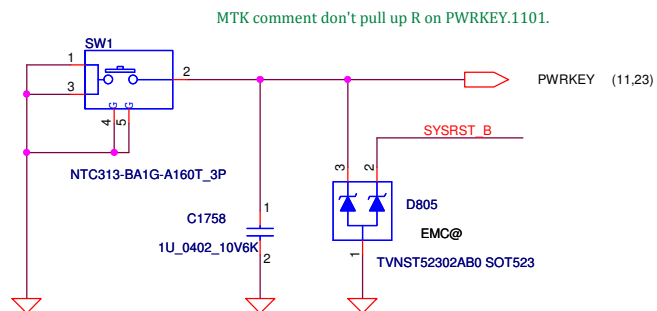 MTK comment don't pull up R on PWRKEY.1101.
SW1
1
2
3
PWRKEY (11,23)
G G
4 5
SYSRST_B
3 2
NTC313-BA1G-A160T_3P
1
C1758
D805
1U_0402_10V6K
EMC@
2
1
TVNST52302AB0 SOT523